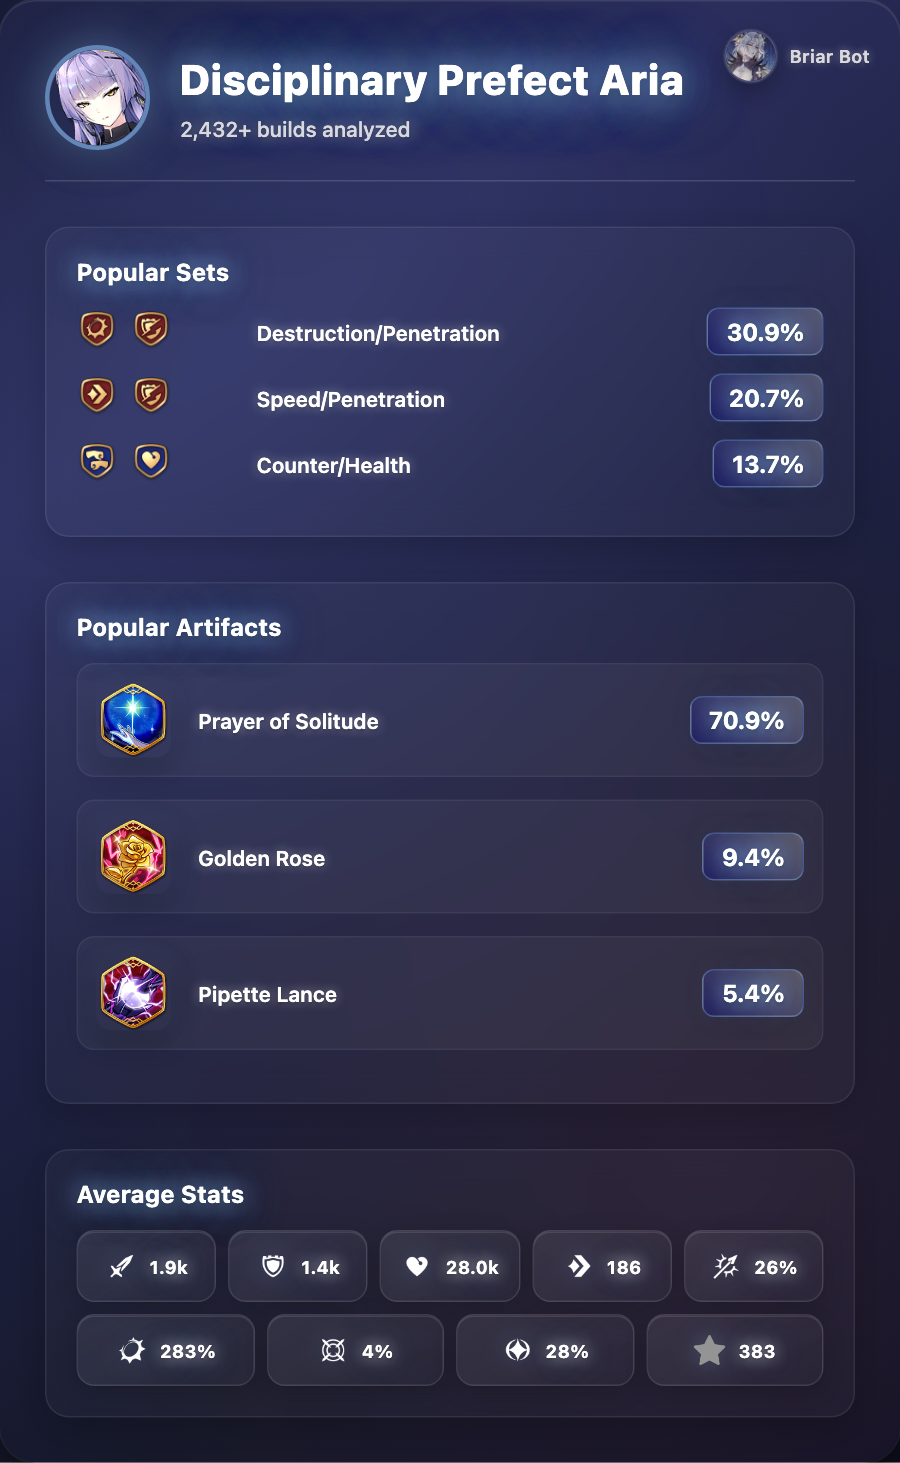 Disciplinary Prefect Aria
Briar Bot
2,432+ builds analyzed
Popular Sets
Destruction/Penetration 30.9%
Speed/Penetration 20.7%
Counter/Health 13.7%
Popular Artifacts
Prayer of Solitude 70.9%
Golden Rose 9.4%
Pipette Lance 5.4%
Average Stats
1.9k 1.4k 28.0k 186 26%
283% 4% 28% 383